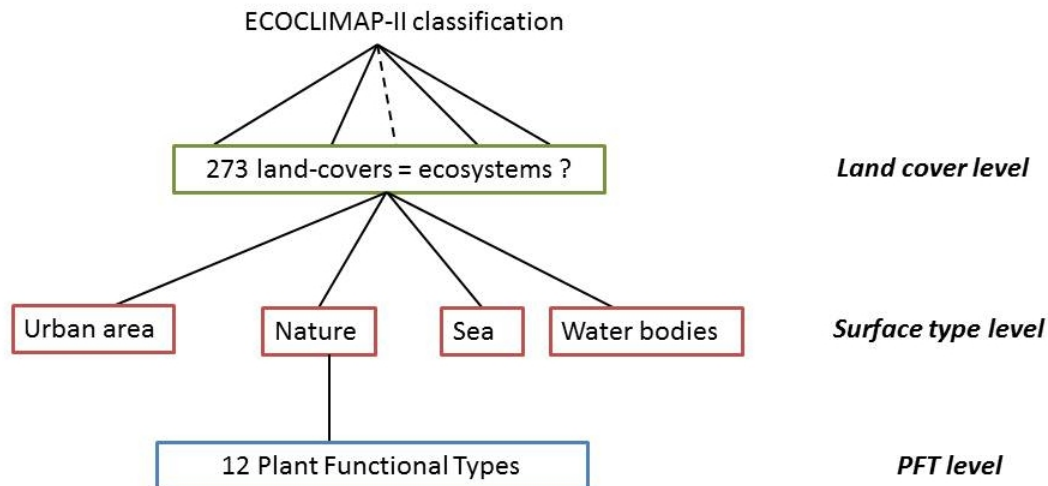 ECOCLIMAP-II classification
273 land-covers = ecosystems ?
Land cover level
Urban area
Nature
Sea
Water bodies
Surface type level
12 Plant Functional Types
PFT level